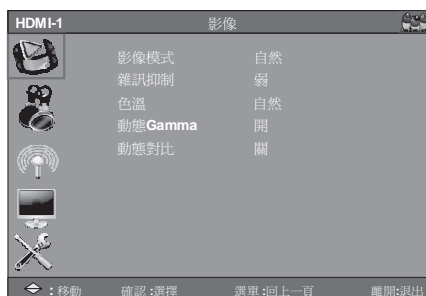 HDMI-1 影像
影像模式 自然
雜訊抑制 弱
色溫 自然
動態Gamma 開
動態對比 關
:移動 確認:選擇 選單:回上一頁 離開:退出